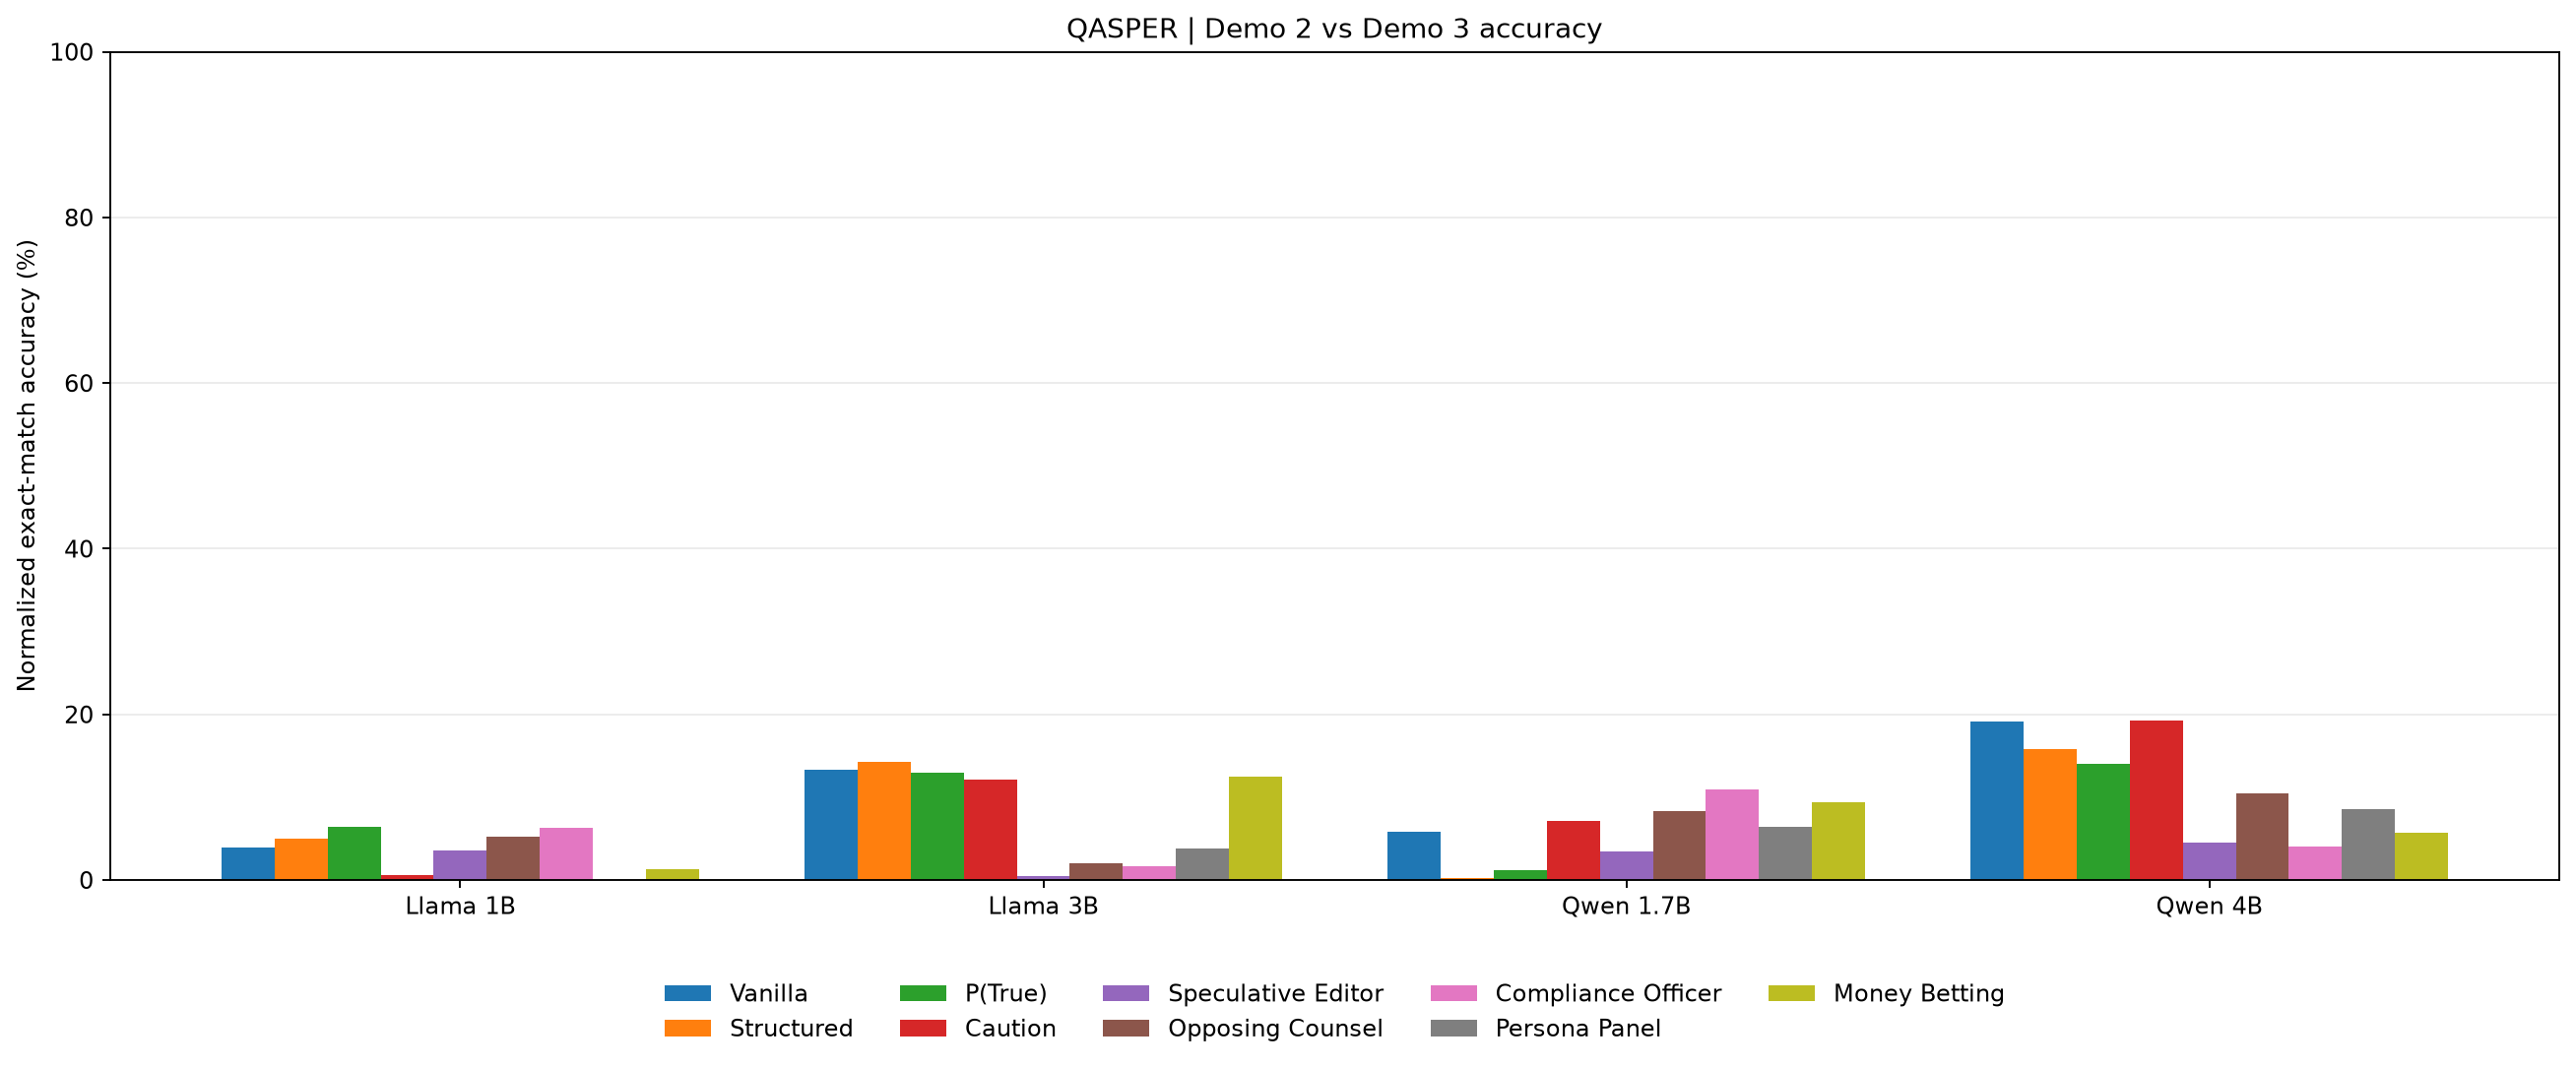 QASPER | Demo 2 vs Demo 3 accuracy
Normalized exact-match accuracy (%)
100
80
60
40
20
0
Llama 1B Llama 3B Qwen 1.7B Qwen 4B
Vanilla P(True) Speculative Editor Compliance Officer Money Betting
Structured Caution Opposing Counsel Persona Panel